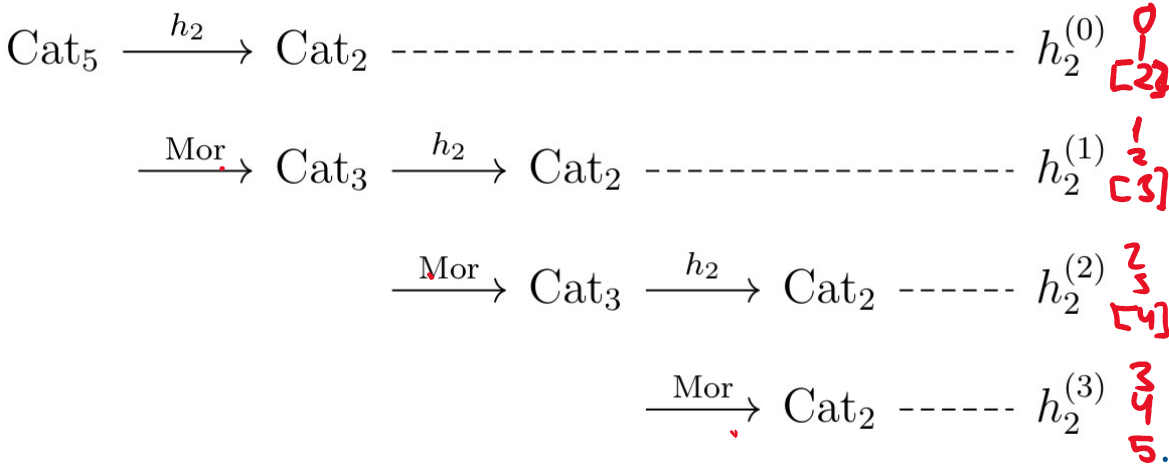 Cat₅ —h₂→ Cat₂ ------ h₂⁽⁰⁾ 0
1
[2]
—Mor→ Cat₃ —h₂→ Cat₂ ------ h₂⁽¹⁾ 1
2
[3]
—Mor→ Cat₃ —h₂→ Cat₂ ------ h₂⁽²⁾ 2
3
[4]
—Mor→ Cat₂ ------ h₂⁽³⁾ 3
4
5.